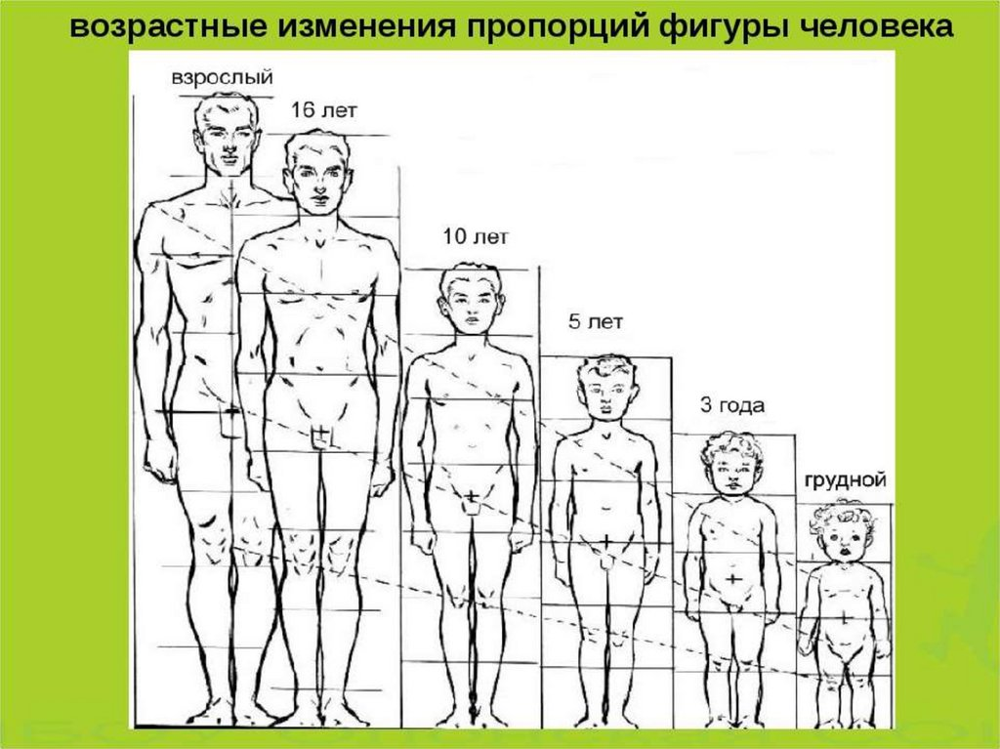 возрастные изменения пропорций фигуры человека
взрослый
16 лет
10 лет
5 лет
3 года
грудной